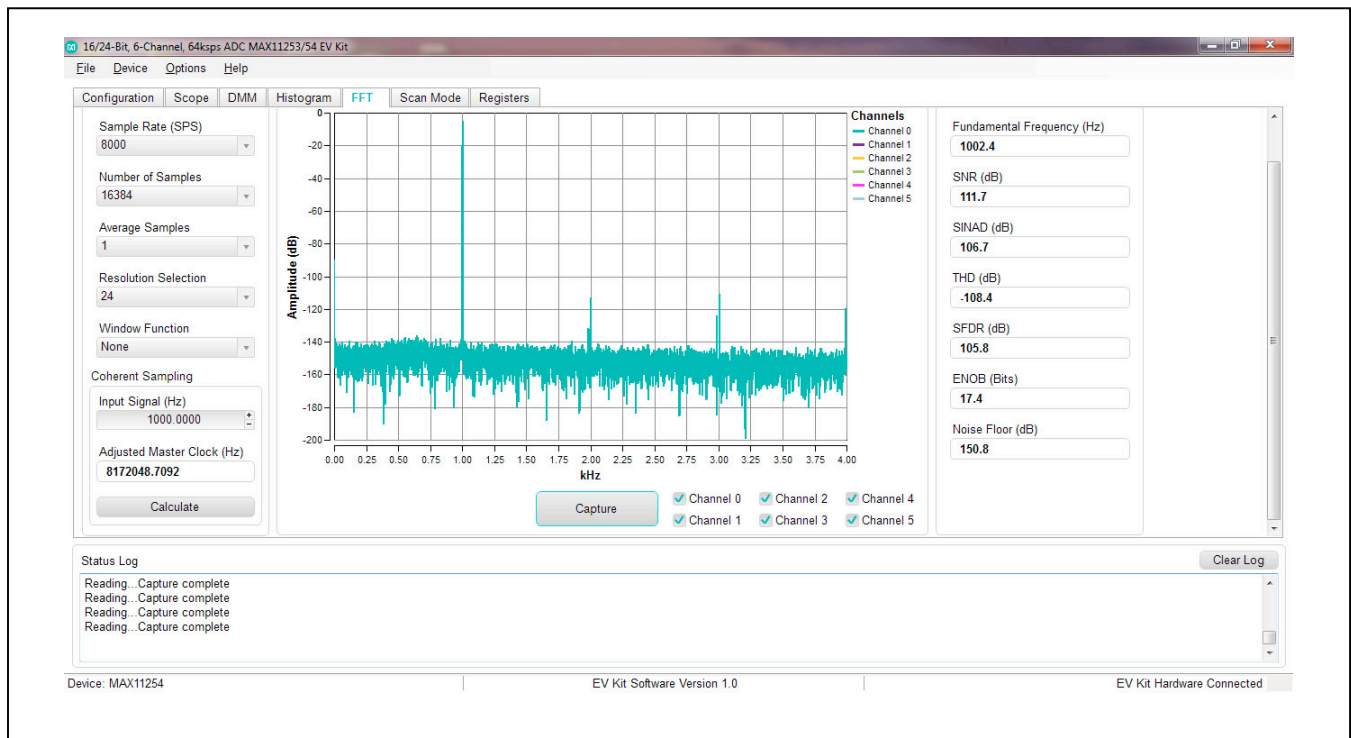 16/24-Bit, 6-Channel, 64ksps ADC MAX11253/54 EV Kit
File Device Options Help
Configuration Scope DMM Histogram FFT Scan Mode Registers
Sample Rate (SPS)
8000
Number of Samples
16384
Average Samples
1
Resolution Selection
24
Window Function
None
Coherent Sampling
Input Signal (Hz)
1000.0000
Adjusted Master Clock (Hz)
8172048.7092
Calculate
Amplitude (dB)
0
-20
-40
-60
-80
-100
-120
-140
-160
-180
-200
0.00 0.25 0.50 0.75 1.00 1.25 1.50 1.75 2.00 2.25 2.50 2.75 3.00 3.25 3.50 3.75 4.00
kHz
Channels
Channel 0
Channel 1
Channel 2
Channel 3
Channel 4
Channel 5
Capture
Channel 0 Channel 2 Channel 4
Channel 1 Channel 3 Channel 5
Fundamental Frequency (Hz)
1002.4
SNR (dB)
111.7
SINAD (dB)
106.7
THD (dB)
-108.4
SFDR (dB)
105.8
ENOB (Bits)
17.4
Noise Floor (dB)
150.8
Status Log
Clear Log
Reading...Capture complete
Reading...Capture complete
Reading...Capture complete
Reading...Capture complete
Device: MAX11254
EV Kit Software Version 1.0
EV Kit Hardware Connected